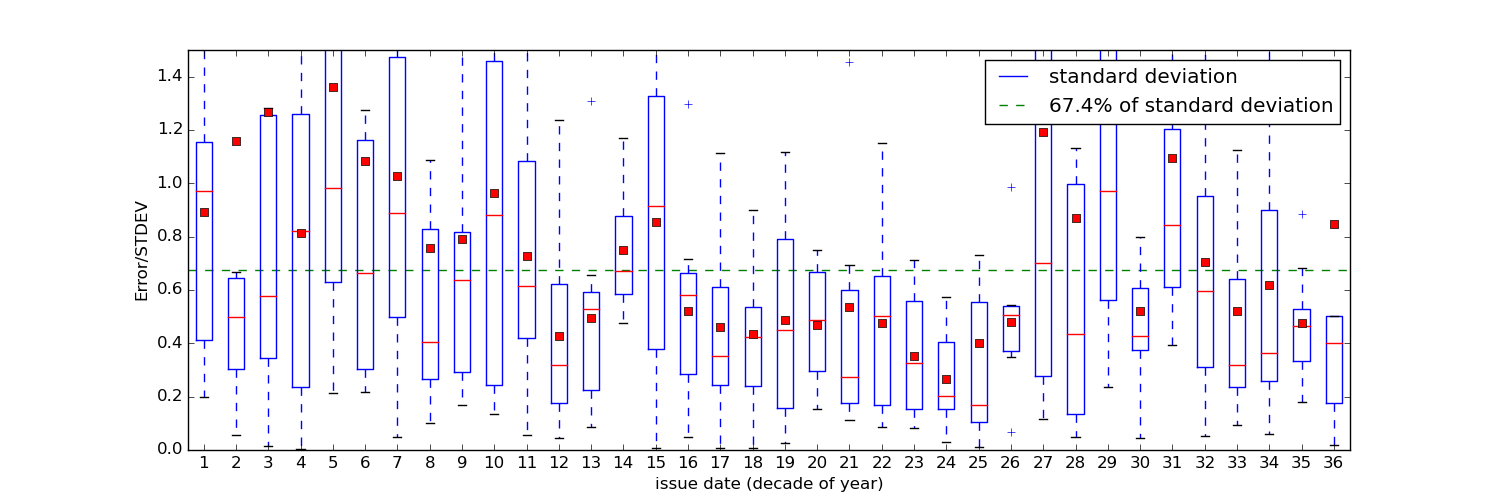 standard deviation
67.4% of standard deviation
Error/STDEV
1.4
1.2
1.0
0.8
0.6
0.4
0.2
0.0
1 2 3 4 5 6 7 8 9 10 11 12 13 14 15 16 17 18 19 20 21 22 23 24 25 26 27 28 29 30 31 32 33 34 35 36
issue date (decade of year)